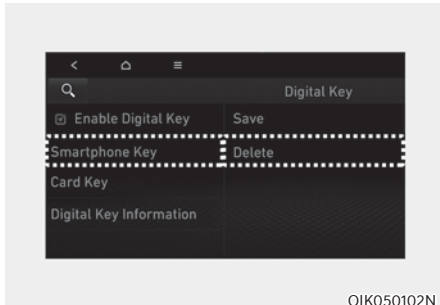 Digital Key
Enable Digital Key
Save
Smartphone Key
Delete
Card Key
Digital Key Information
OIK050102N